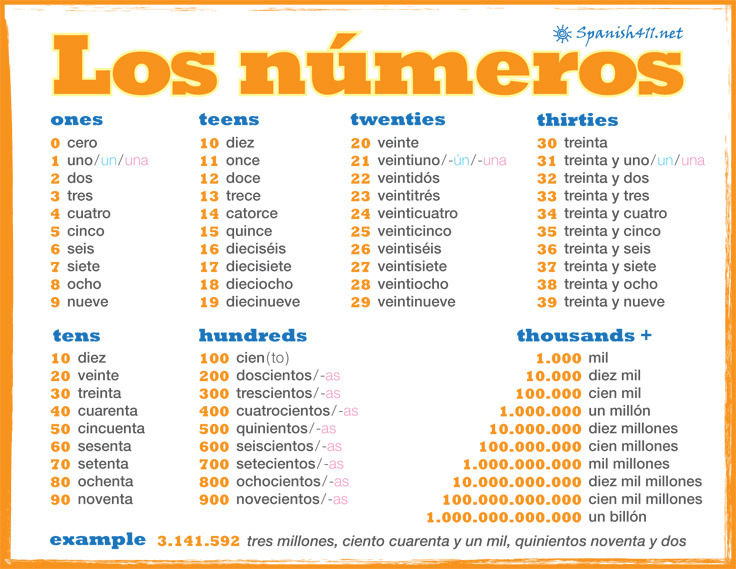 Spanish411.net
Los números
ones
0 cero
1 uno/un/una
2 dos
3 tres
4 cuatro
5 cinco
6 seis
7 siete
8 ocho
9 nueve
teens
10 diez
11 once
12 doce
13 trece
14 catorce
15 quince
16 dieciséis
17 diecisiete
18 dieciocho
19 diecinueve
twenties
20 veinte
21 veintiuno/-ún/-una
22 veintidós
23 veintitrés
24 veinticuatro
25 veinticinco
26 veintiséis
27 veintisiete
28 veintiocho
29 veintinueve
thirties
30 treinta
31 treinta y uno/un/una
32 treinta y dos
33 treinta y tres
34 treinta y cuatro
35 treinta y cinco
36 treinta y seis
37 treinta y siete
38 treinta y ocho
39 treinta y nueve
tens
10 diez
20 veinte
30 treinta
40 cuarenta
50 cincuenta
60 sesenta
70 setenta
80 ochenta
90 noventa
hundreds
100 cien(to)
200 doscientos/-as
300 trescientos/-as
400 cuatrocientos/-as
500 quinientos/-as
600 seiscientos/-as
700 setecientos/-as
800 ochocientos/-as
900 novecientos/-as
thousands +
1.000 mil
10.000 diez mil
100.000 cien mil
1.000.000 un millón
10.000.000 diez millones
100.000.000 cien millones
1.000.000.000 mil millones
10.000.000.000 diez mil millones
100.000.000.000 cien mil millones
1.000.000.000.000 un billón
example 3.141.592 tres millones, ciento cuarenta y un mil, quinientos noventa y dos